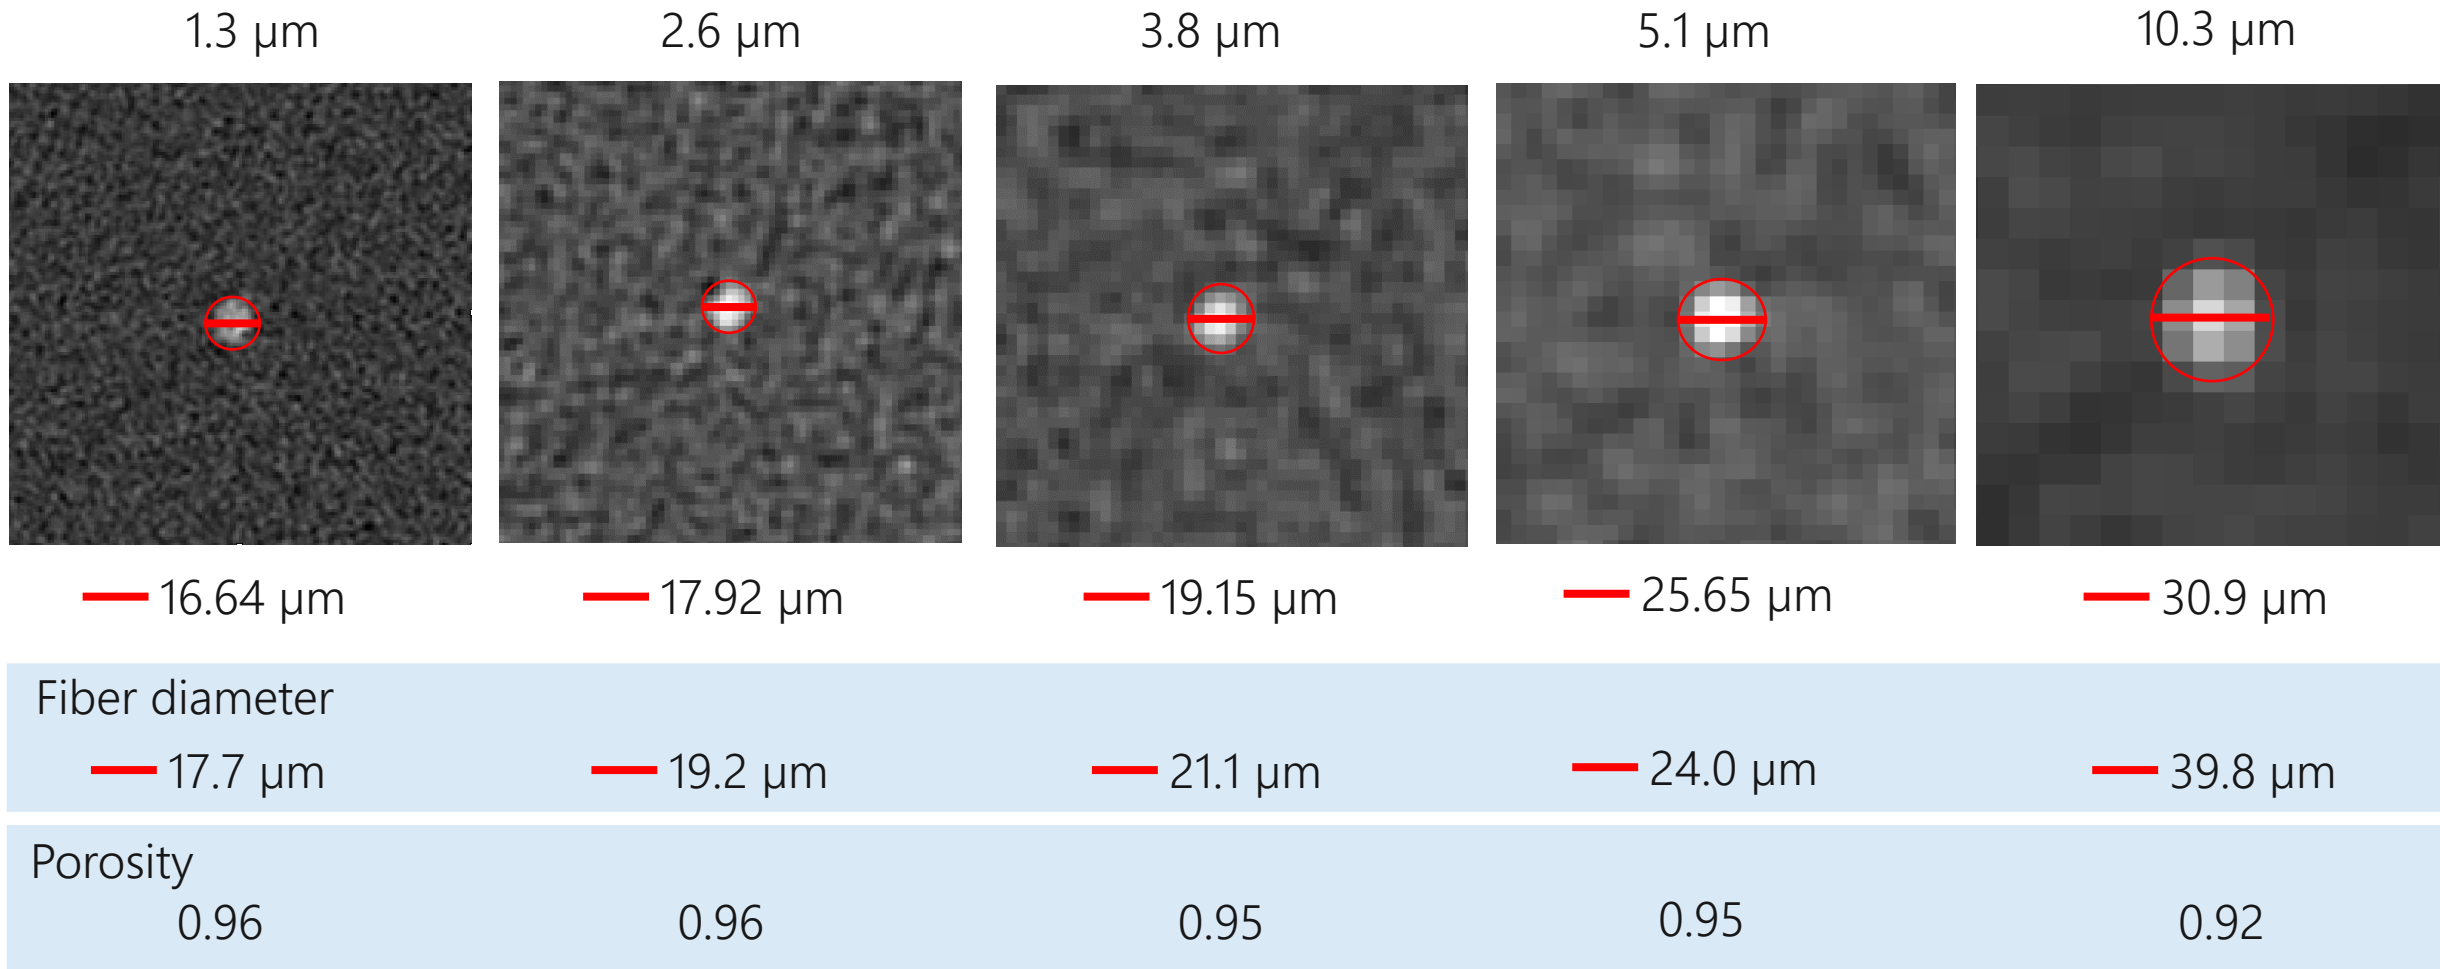 1.3 µm 2.6 µm 3.8 µm 5.1 µm 10.3 µm
16.64 µm 17.92 µm 19.15 µm 25.65 µm 30.9 µm
Fiber diameter
17.7 µm 19.2 µm 21.1 µm 24.0 µm 39.8 µm
Porosity
0.96 0.96 0.95 0.95 0.92